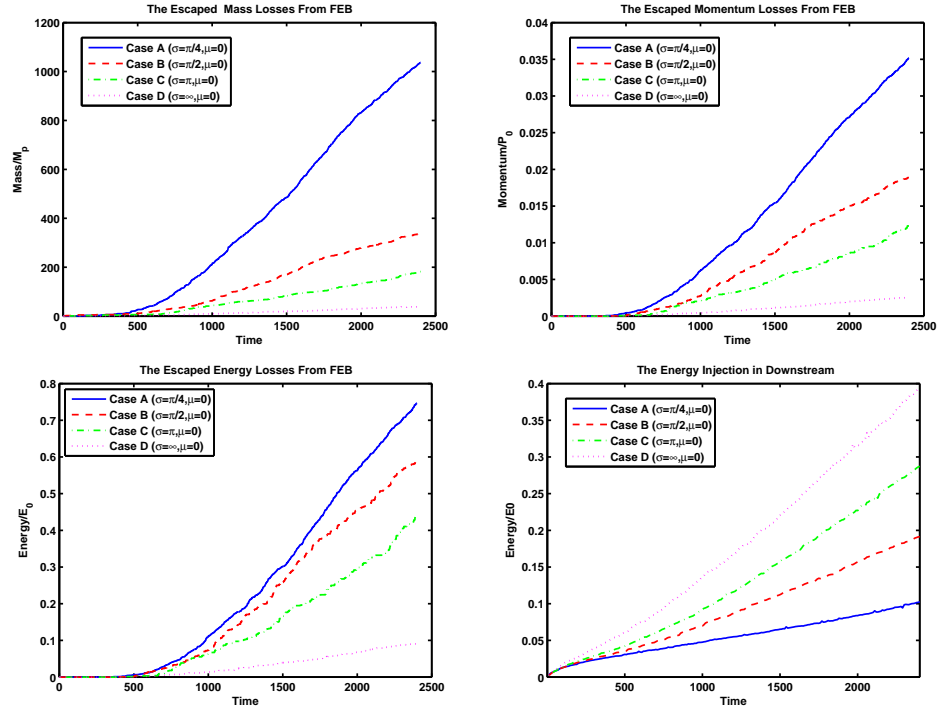 The Escaped Mass Losses From FEB
1200
1000
800
600
400
200
0
Mass/M_p
Case A (σ=π/4,μ=0)
Case B (σ=π/2,μ=0)
Case C (σ=π,μ=0)
Case D (σ=∞,μ=0)
0 500 1000 1500 2000 2500
Time
The Escaped Momentum Losses From FEB
0.04
0.035
0.03
0.025
0.02
0.015
0.01
0.005
0
Momentum/P_0
Case A (σ=π/4,μ=0)
Case B (σ=π/2,μ=0)
Case C (σ=π,μ=0)
Case D (σ=∞,μ=0)
0 500 1000 1500 2000 2500
Time
The Escaped Energy Losses From FEB
0.8
0.7
0.6
0.5
0.4
0.3
0.2
0.1
0
Energy/E_0
Case A (σ=π/4,μ=0)
Case B (σ=π/2,μ=0)
Case C (σ=π,μ=0)
Case D (σ=∞,μ=0)
0 500 1000 1500 2000 2500
Time
The Energy Injection in Downstream
0.4
0.35
0.3
0.25
0.2
0.15
0.1
0.05
0
Energy/E0
Case A (σ=π/4,μ=0)
Case B (σ=π/2,μ=0)
Case C (σ=π,μ=0)
Case D (σ=∞,μ=0)
500 1000 1500 2000
Time